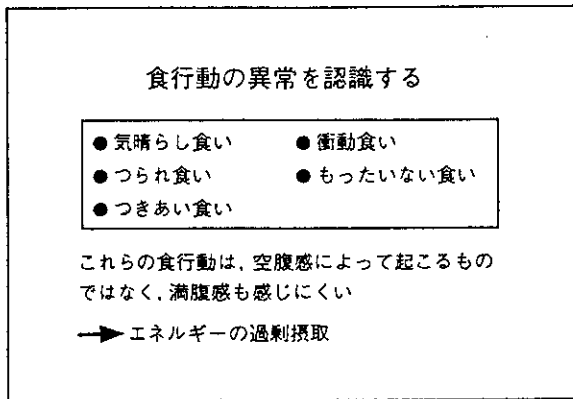 食行動の異常を認識する
●気晴らし食い ●衝動食い
●つられ食い ●もったいない食い
●つきあい食い
これらの食行動は,空腹感によって起こるもの
ではなく,満腹感も感じにくい
→エネルギーの過剰摂取